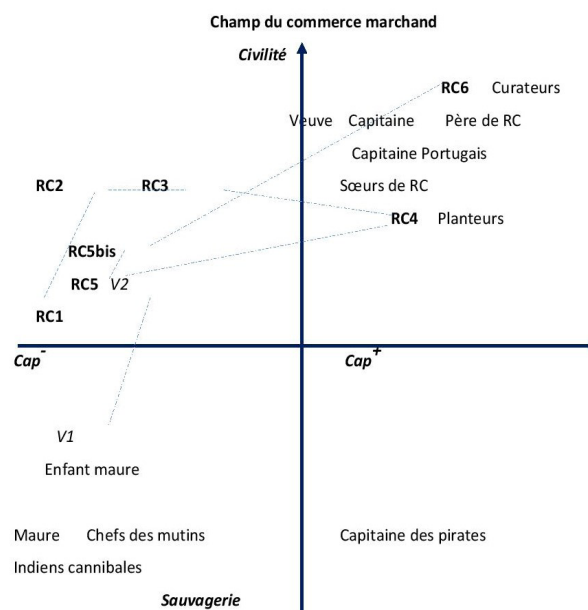 Champ du commerce marchand
Civilité
RC6 Curateurs
Veuve Capitaine Père de RC
Capitaine Portugais
RC2 RC3 Sœurs de RC
RC4 Planteurs
RC5bis
RC5 V2
RC1
Cap- Cap+
V1
Enfant maure
Maure Chefs des mutins Capitaine des pirates
Indiens cannibales
Sauvagerie